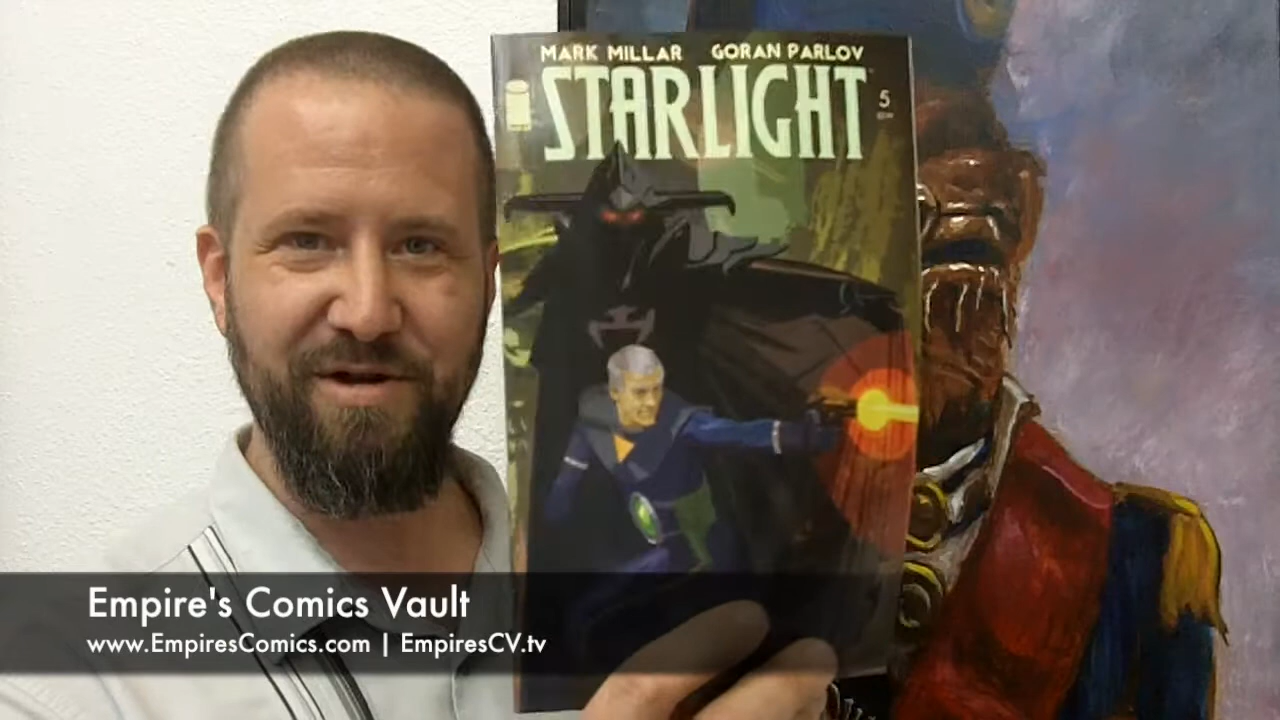 MARK MILLAR GORAN PARLOV
STARLIGHT
5
Empire's Comics Vault
www.EmpiresComics.com | EmpiresCV.tv